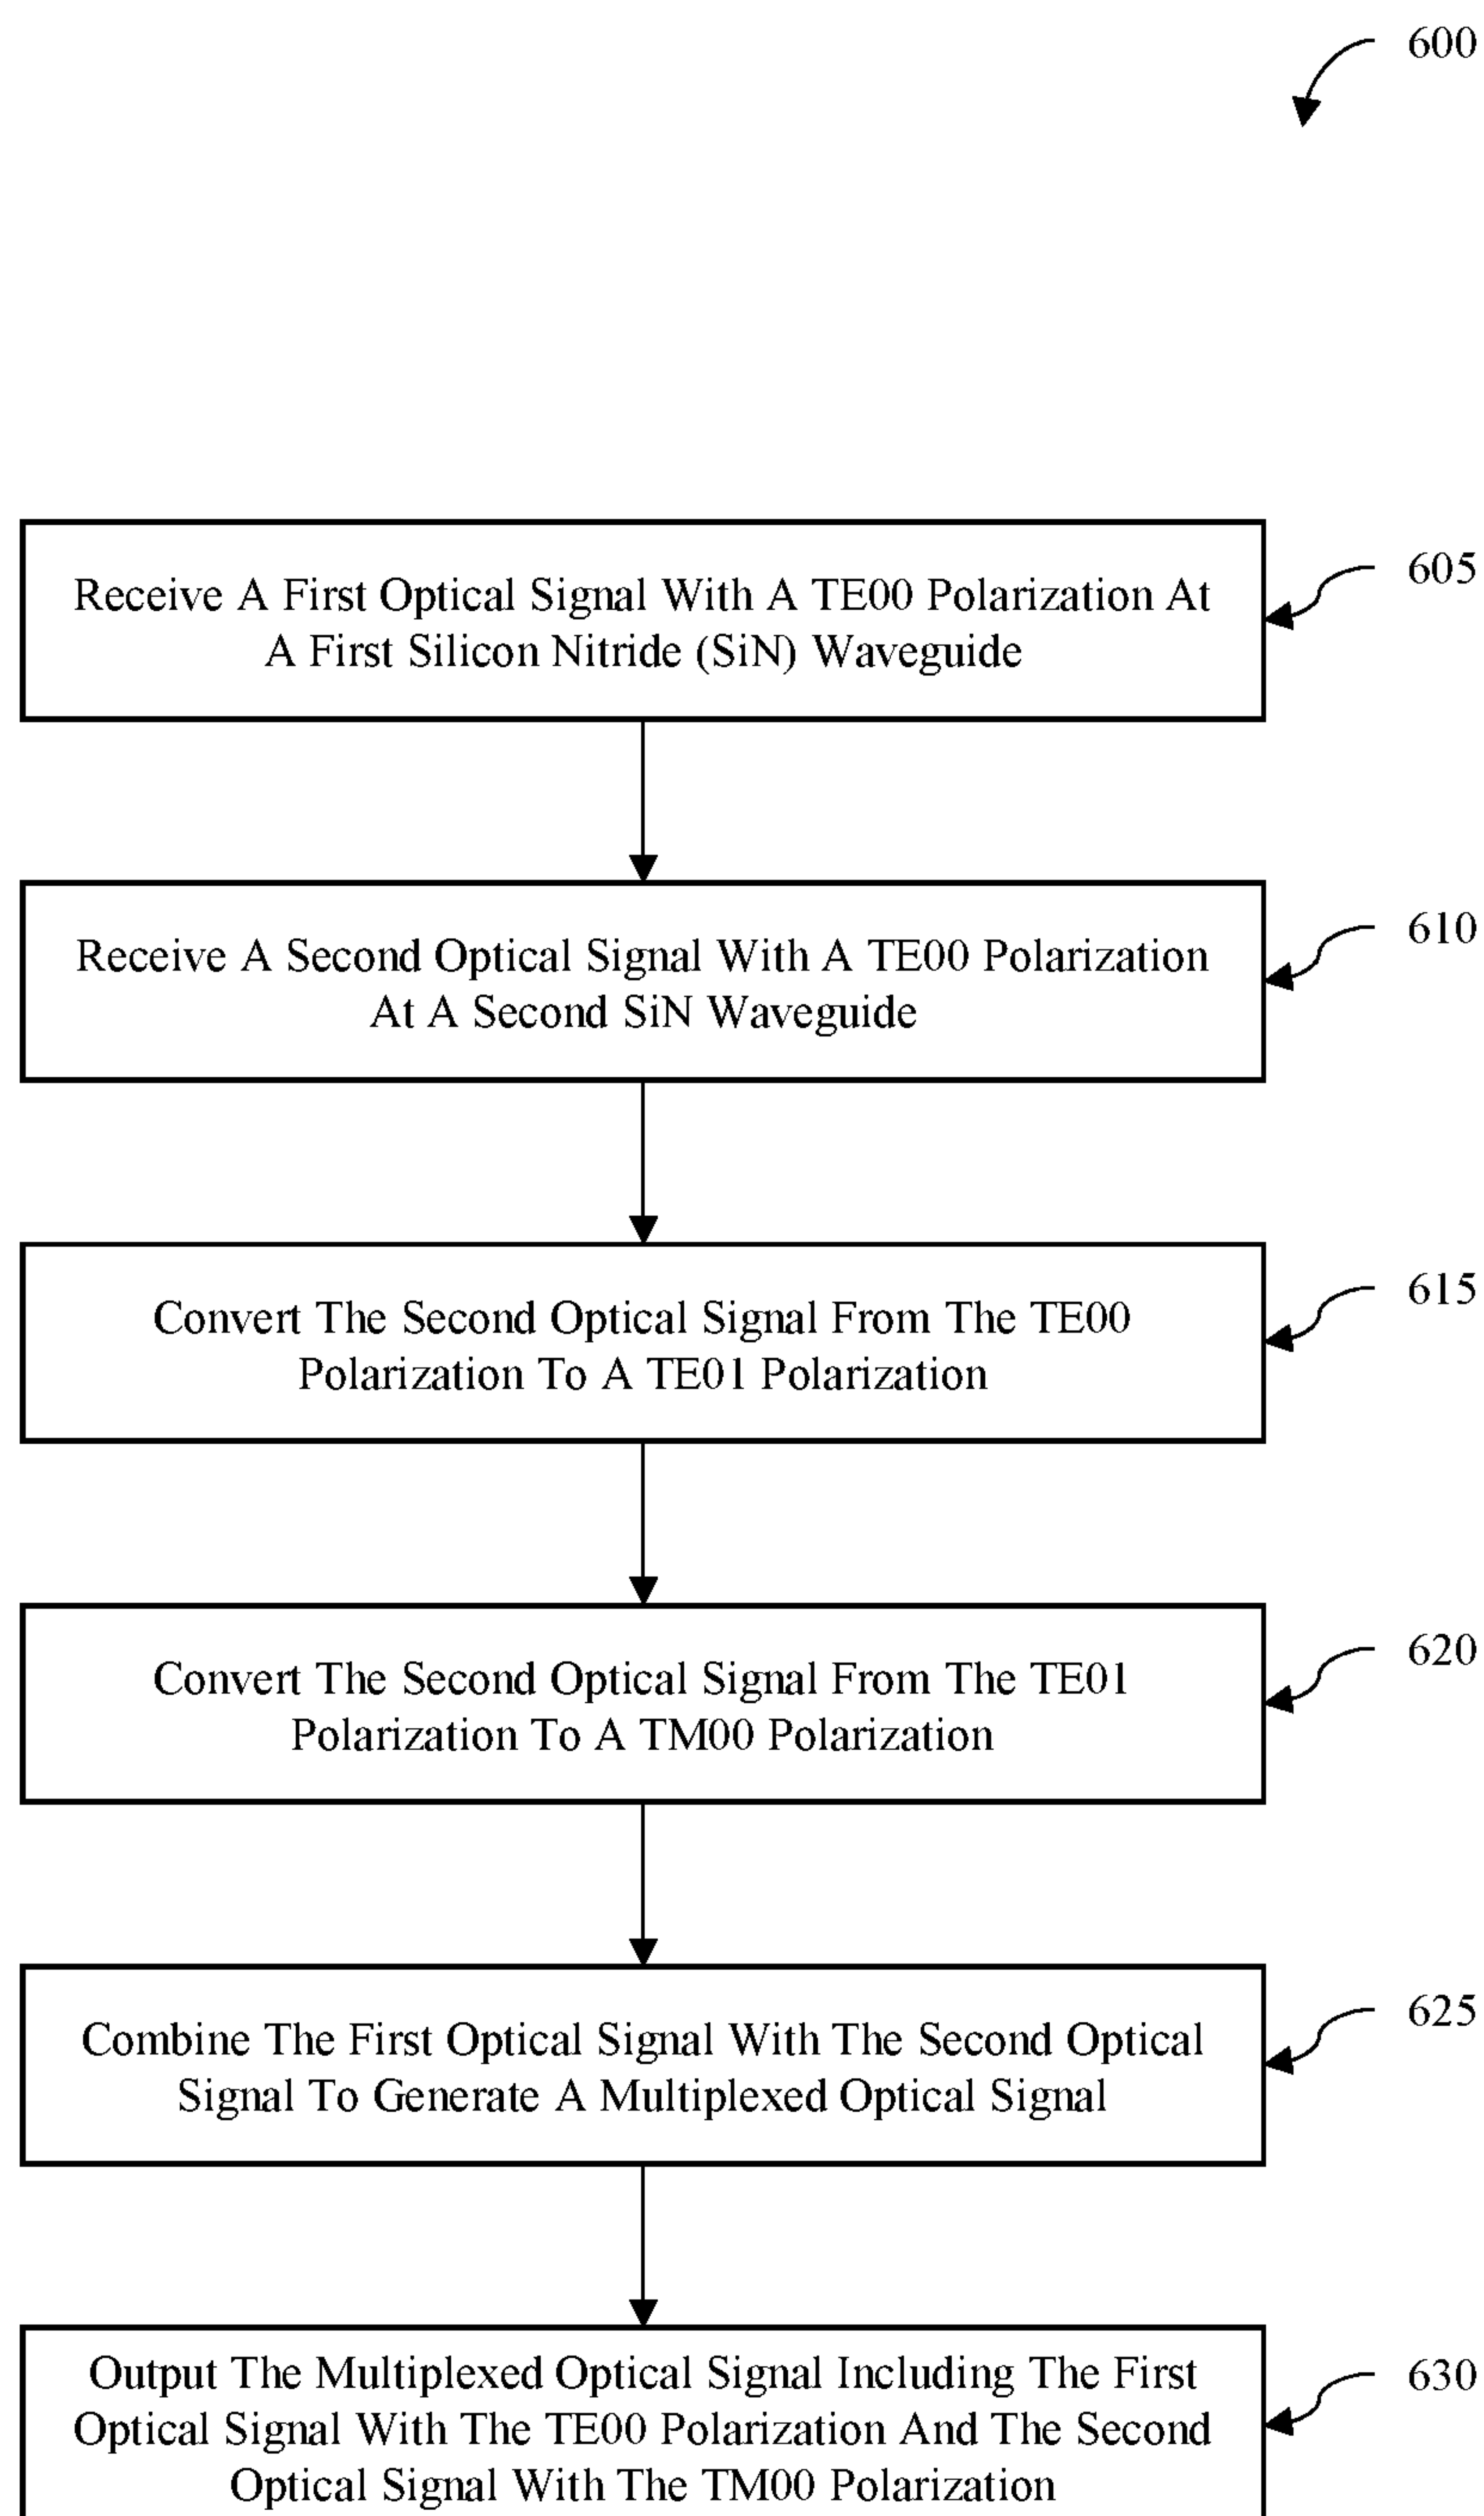 600
Receive A First Optical Signal With A TE00 Polarization At
A First Silicon Nitride (SiN) Waveguide
605
Receive A Second Optical Signal With A TE00 Polarization
At A Second SiN Waveguide
610
Convert The Second Optical Signal From The TE00
Polarization To A TE01 Polarization
615
Convert The Second Optical Signal From The TE01
Polarization To A TM00 Polarization
620
Combine The First Optical Signal With The Second Optical
Signal To Generate A Multiplexed Optical Signal
625
Output The Multiplexed Optical Signal Including The First
Optical Signal With The TE00 Polarization And The Second
Optical Signal With The TM00 Polarization
630